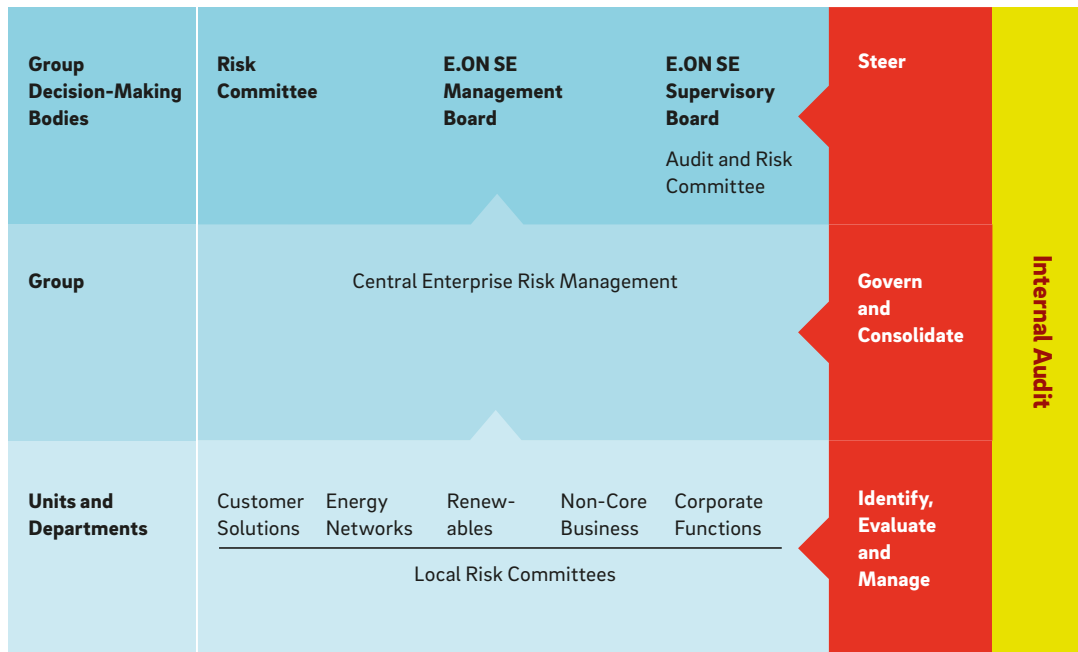 Group
Decision-Making
Bodies
Risk
Committee
E.ON SE
Management
Board
E.ON SE
Supervisory
Board
Audit and Risk
Committee
Steer
Group
Central Enterprise Risk Management
Govern
and
Consolidate
Internal Audit
Units and
Departments
Customer
Solutions
Energy
Networks
Renew-
ables
Non-Core
Business
Corporate
Functions
Local Risk Committees
Identify,
Evaluate
and
Manage